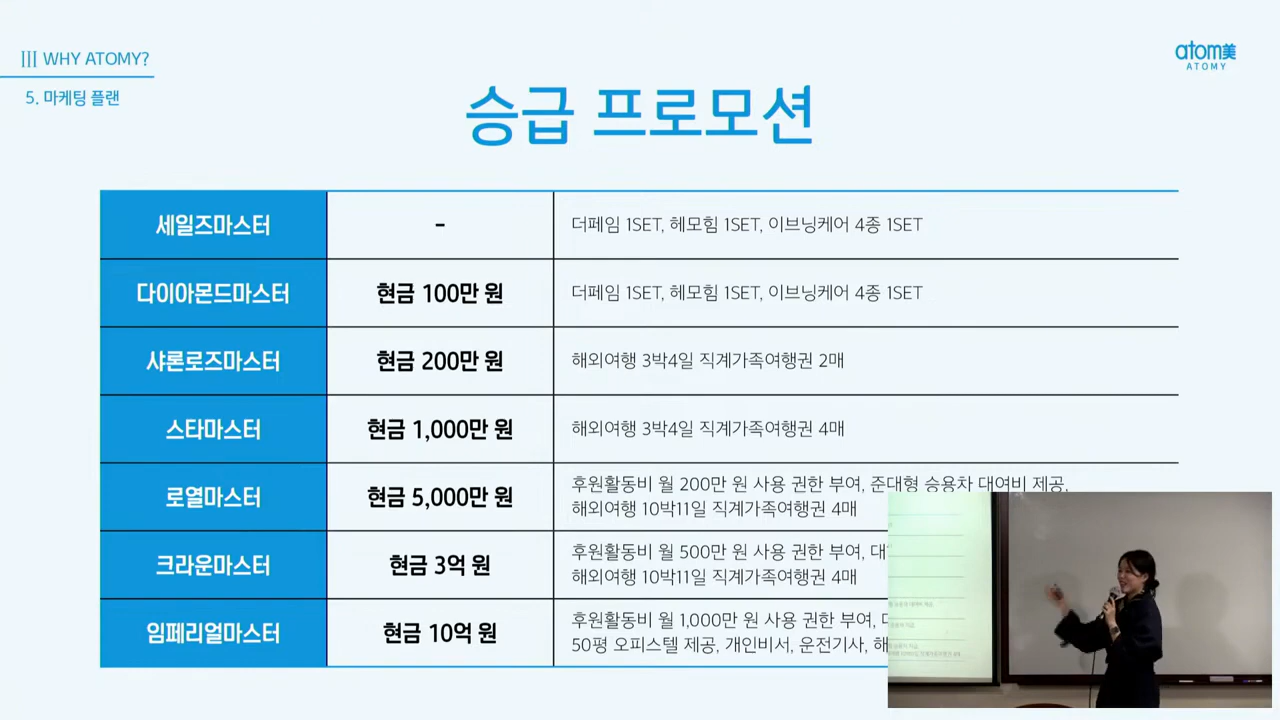 III WHY ATOMY?
5. 마케팅 플랜
atom美
ATOMY
승급 프로모션
세일즈마스터 - 더페임 1SET, 헤모힘 1SET, 이브닝케어 4종 1SET
다이아몬드마스터 현금 100만 원 더페임 1SET, 헤모힘 1SET, 이브닝케어 4종 1SET
샤론로즈마스터 현금 200만 원 해외여행 3박4일 직계가족여행권 2매
스타마스터 현금 1,000만 원 해외여행 3박4일 직계가족여행권 4매
로열마스터 현금 5,000만 원 후원활동비 월 200만 원 사용 권한 부여, 준대형 승용차 대여비 제공,
해외여행 10박11일 직계가족여행권 4매
크라운마스터 현금 3억 원 후원활동비 월 500만 원 사용 권한 부여,
해외여행 10박11일 직계가족여행권 4매
임페리얼마스터 현금 10억 원 후원활동비 월 1,000만 원 사용 권한 부여,
50평 오피스텔 제공, 개인비서, 운전기사,